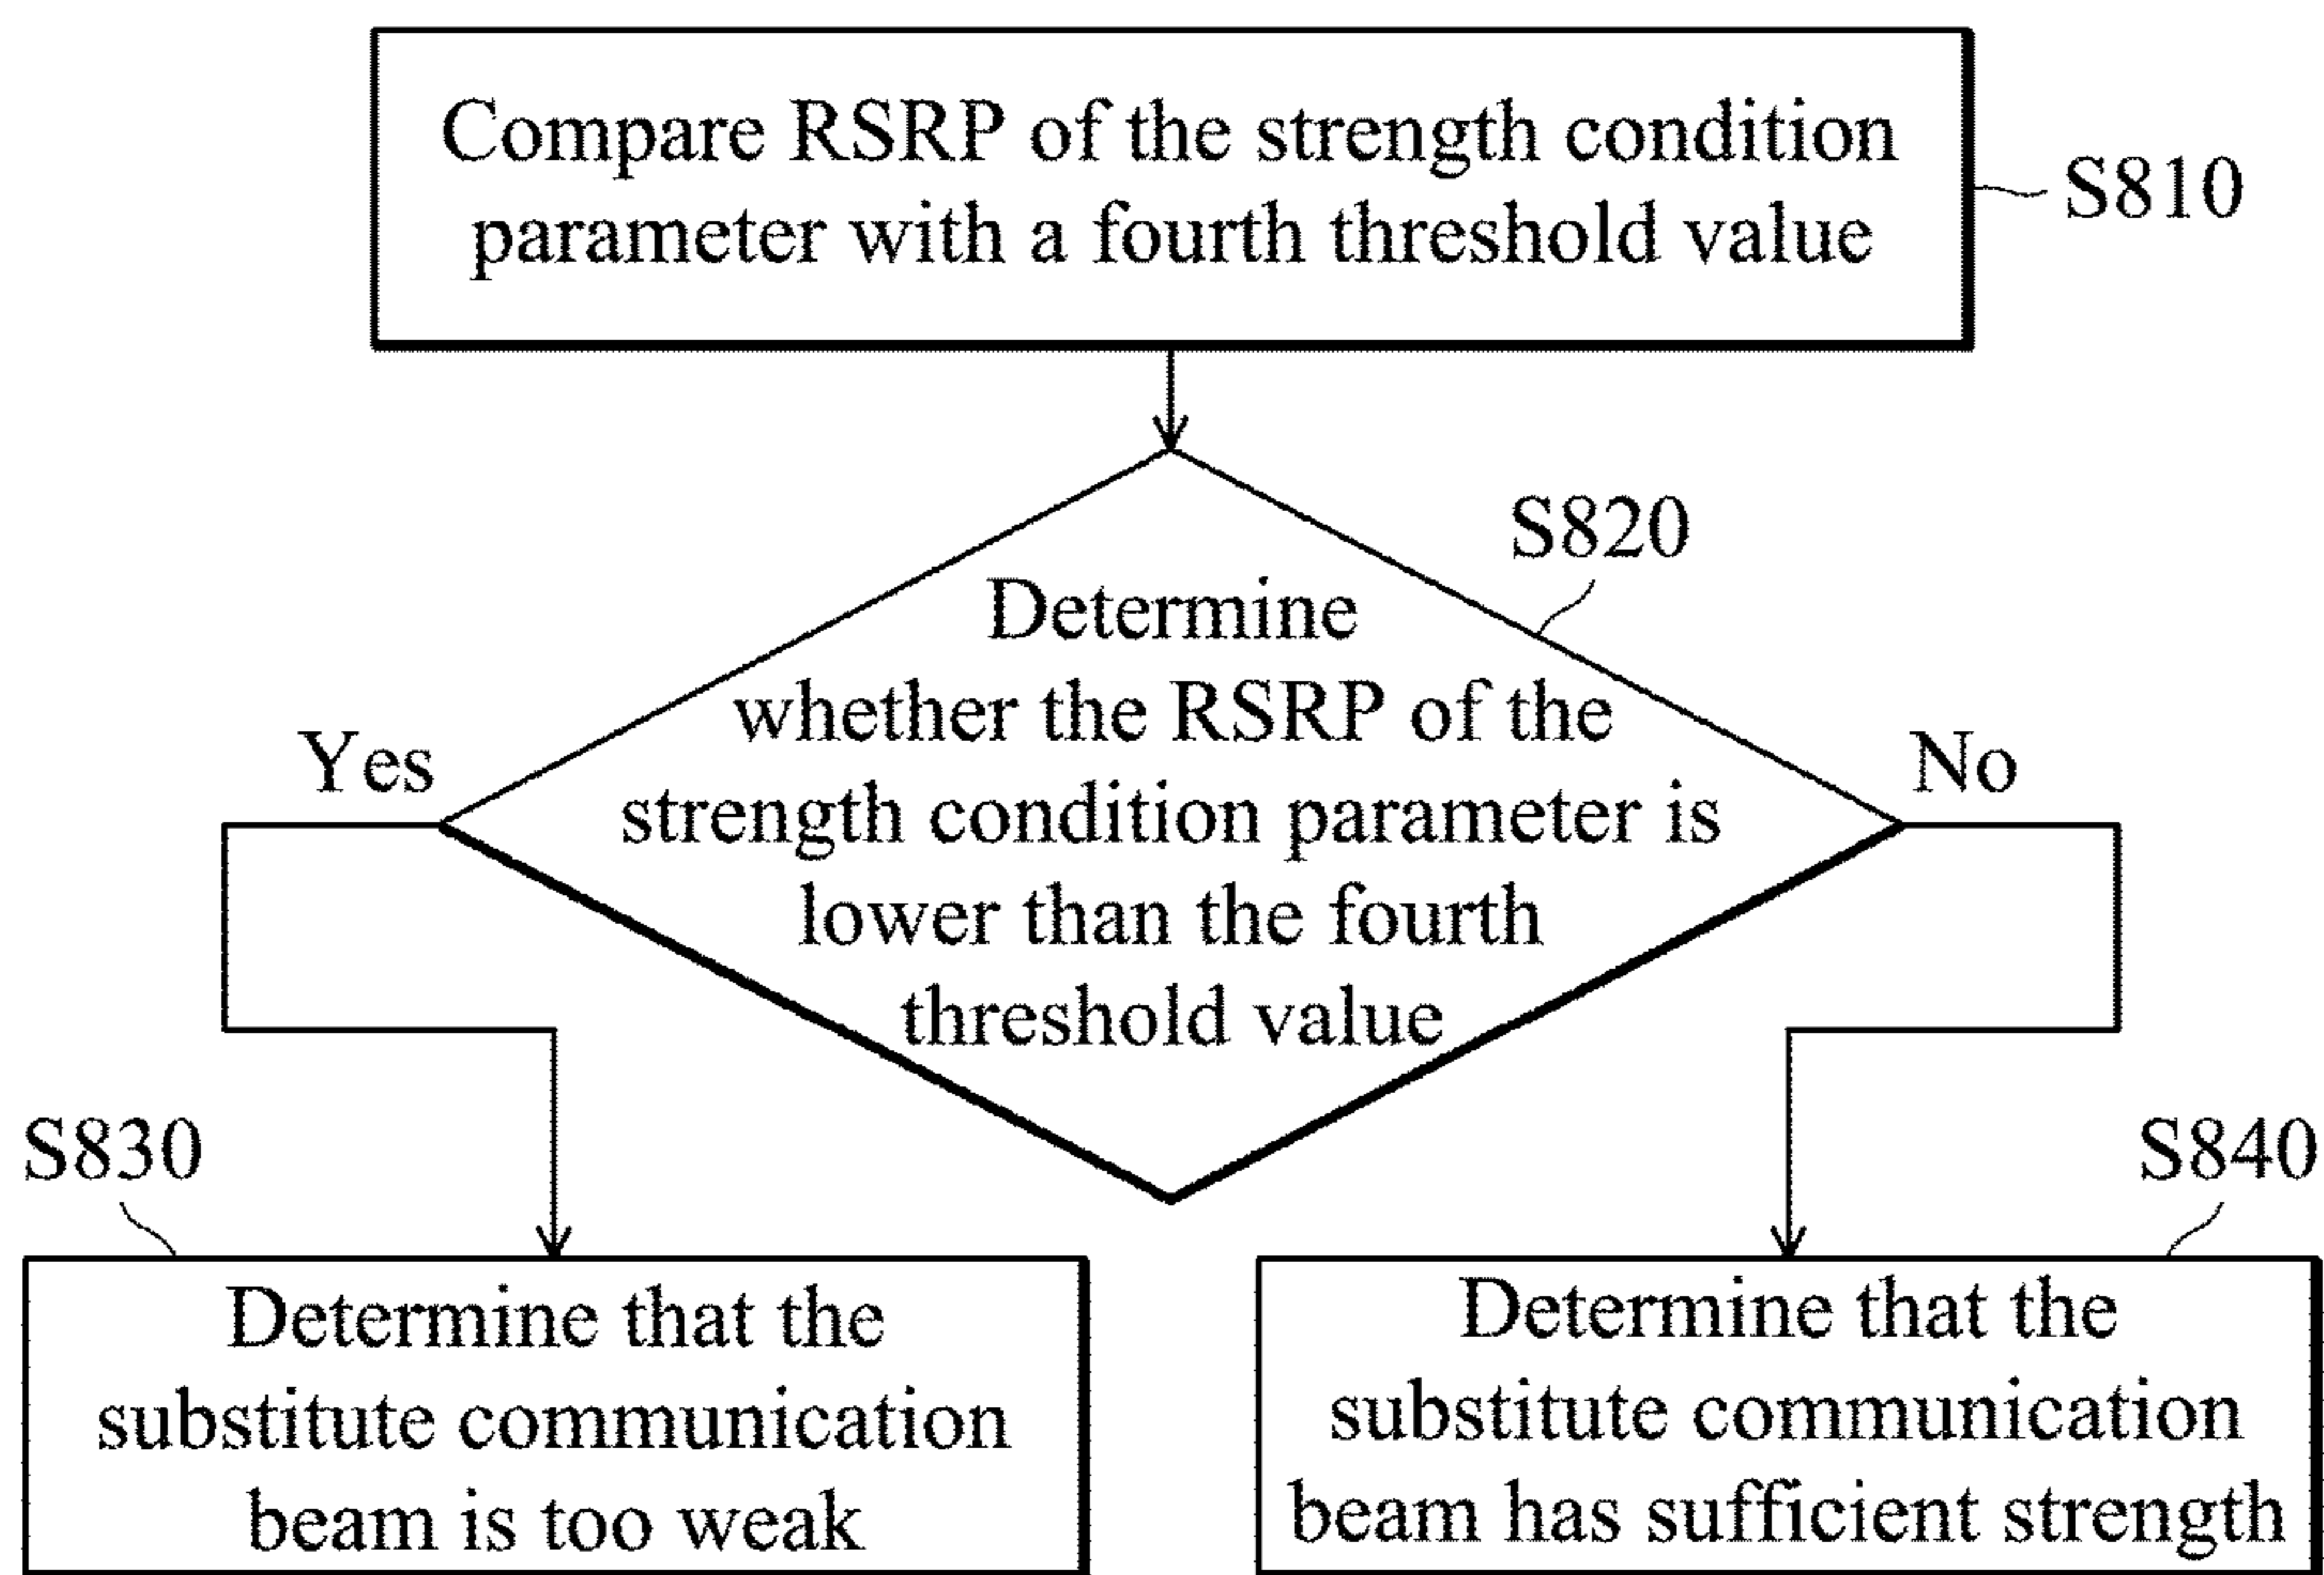 Compare RSRP of the strength condition
parameter with a fourth threshold value
S810
S820
Determine
whether the RSRP of the
strength condition parameter is
lower than the fourth
threshold value
Yes
No
S830
Determine that the
substitute communication
beam is too weak
S840
Determine that the
substitute communication
beam has sufficient strength